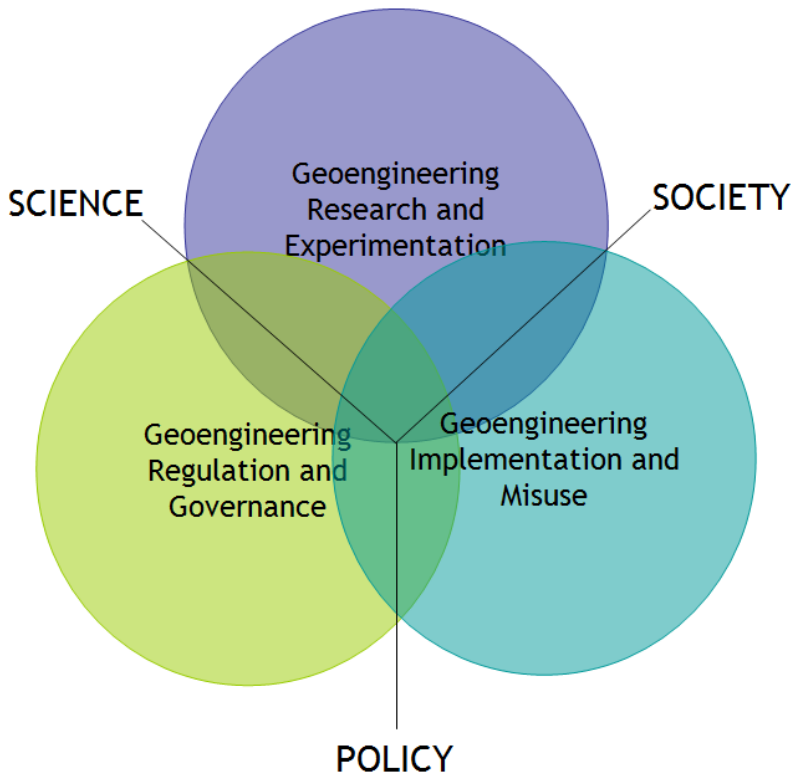 Geoengineering
Research and
Experimentation
SCIENCE
SOCIETY
Geoengineering
Regulation and
Governance
Geoengineering
Implementation and
Misuse
POLICY